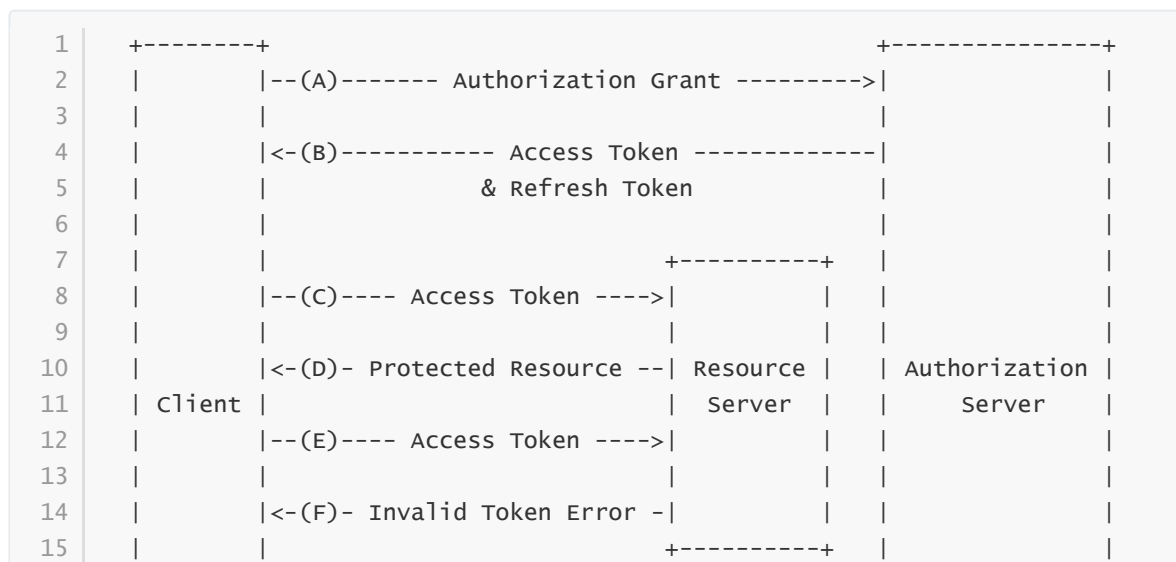 1     +--------+                                           +---------------+
2     |        |--(A)------- Authorization Grant --------->|               |
3     |        |                                           |               |
4     |        |<-(B)----------- Access Token -------------|               |
5     |        |               & Refresh Token             |               |
6     |        |                                           |               |
7     |        |                            +----------+   |               |
8     |        |--(C)---- Access Token ---->|          |   |               |
9     |        |                            |          |   |               |
10     |        |<-(D)- Protected Resource --| Resource |   | Authorization |
11     | Client |                            |  Server  |   |     Server    |
12     |        |--(E)---- Access Token ---->|          |   |               |
13     |        |                            |          |   |               |
14     |        |<-(F)- Invalid Token Error -|          |   |               |
15     |        |                            +----------+   |               |